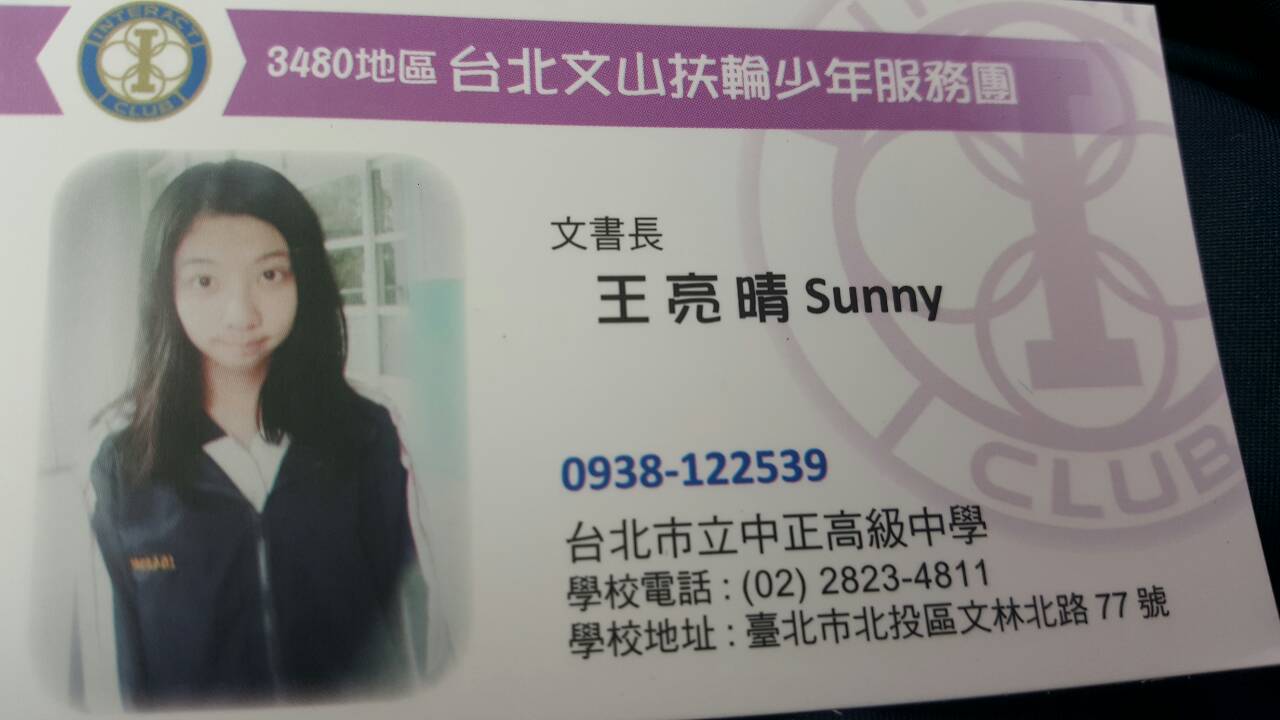 INTERACT
CLUB
3480地區 台北文山扶輪少年服務團
文書長
王亮晴 Sunny
0938-122539
台北市立中正高級中學
學校電話 : (02) 2823-4811
學校地址 : 臺北市北投區文林北路 77 號
CLUB